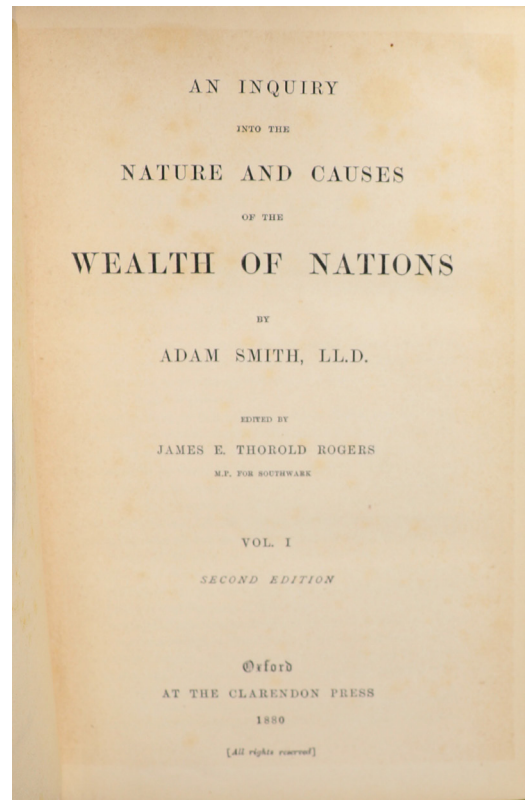 AN INQUIRY
INTO THE
NATURE AND CAUSES
OF THE
WEALTH OF NATIONS
BY
ADAM SMITH, LL.D.
EDITED BY
JAMES E. THOROLD ROGERS
M.P. FOR SOUTHWARK
VOL. I
SECOND EDITION
Oxford
AT THE CLARENDON PRESS
1880
[All rights reserved]